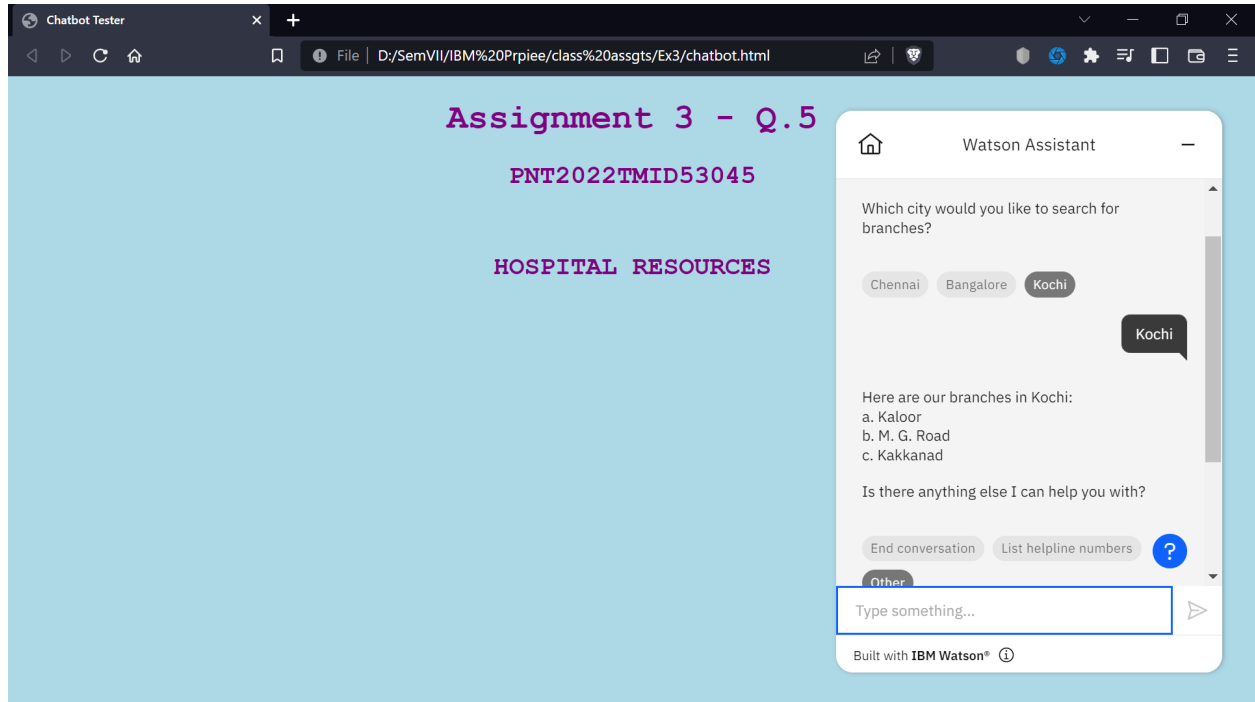 Chatbot Tester
File D:/SemVII/IBM%20Prpiee/class%20assgts/Ex3/chatbot.html
Assignment 3 - Q.5
PNT2022TMID53045
HOSPITAL RESOURCES
Watson Assistant
Which city would you like to search for
branches?
Chennai Bangalore Kochi
Kochi
Here are our branches in Kochi:
a. Kaloor
b. M. G. Road
c. Kakkanad
Is there anything else I can help you with?
End conversation List helpline numbers ?
Other
Type something...
Built with IBM Watson®